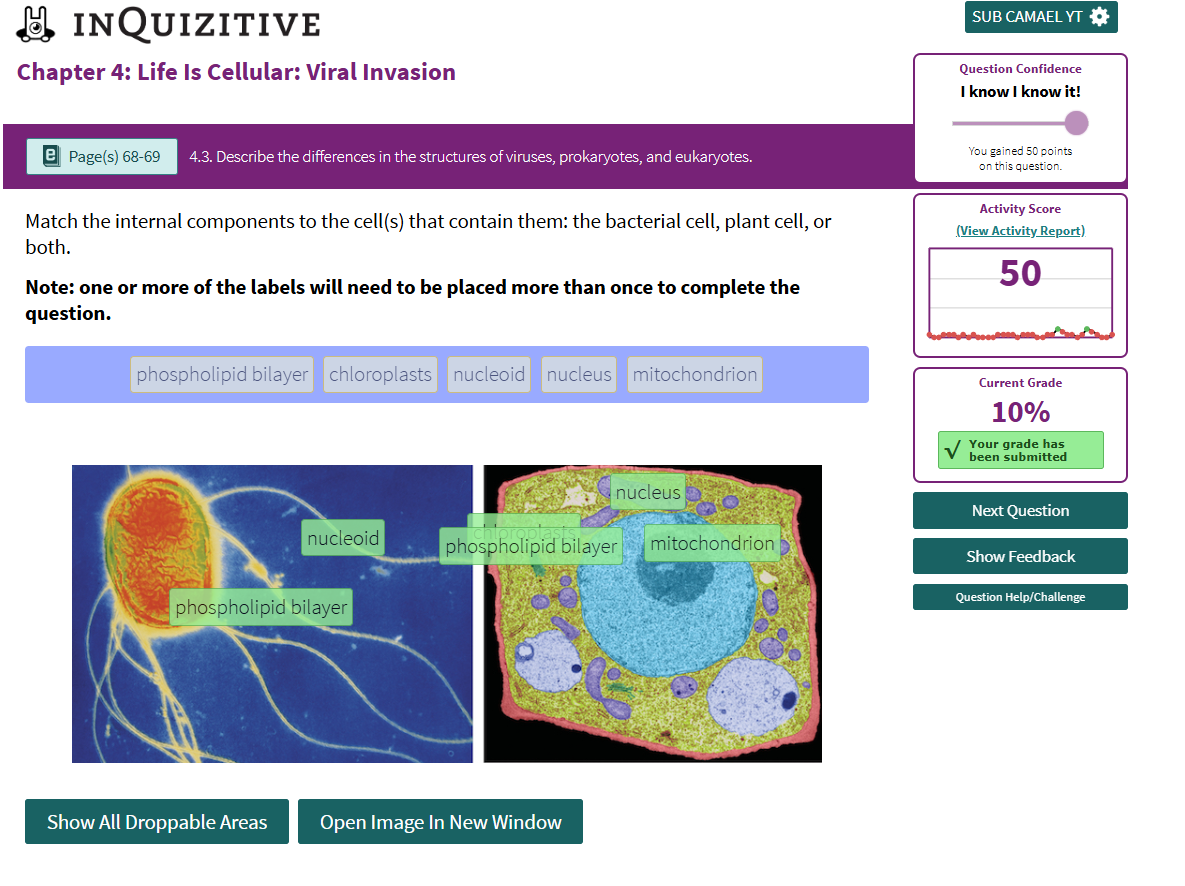 INQUIZITIVE
SUB CAMAEL YT
Chapter 4: Life Is Cellular: Viral Invasion
Question Confidence
I know I know it!
You gained 50 points
on this question.
Page(s) 68-69
4.3. Describe the differences in the structures of viruses, prokaryotes, and eukaryotes.
Activity Score
(View Activity Report)
50
Match the internal components to the cell(s) that contain them: the bacterial cell, plant cell, or
both.
Note: one or more of the labels will need to be placed more than once to complete the
question.
phospholipid bilayer chloroplasts nucleoid nucleus mitochondrion
Current Grade
10%
√ Your grade has
been submitted
Next Question
Show Feedback
Question Help/Challenge
nucleus
chloroplasts
nucleoid
phospholipid bilayer
mitochondrion
phospholipid bilayer
Show All Droppable Areas
Open Image In New Window